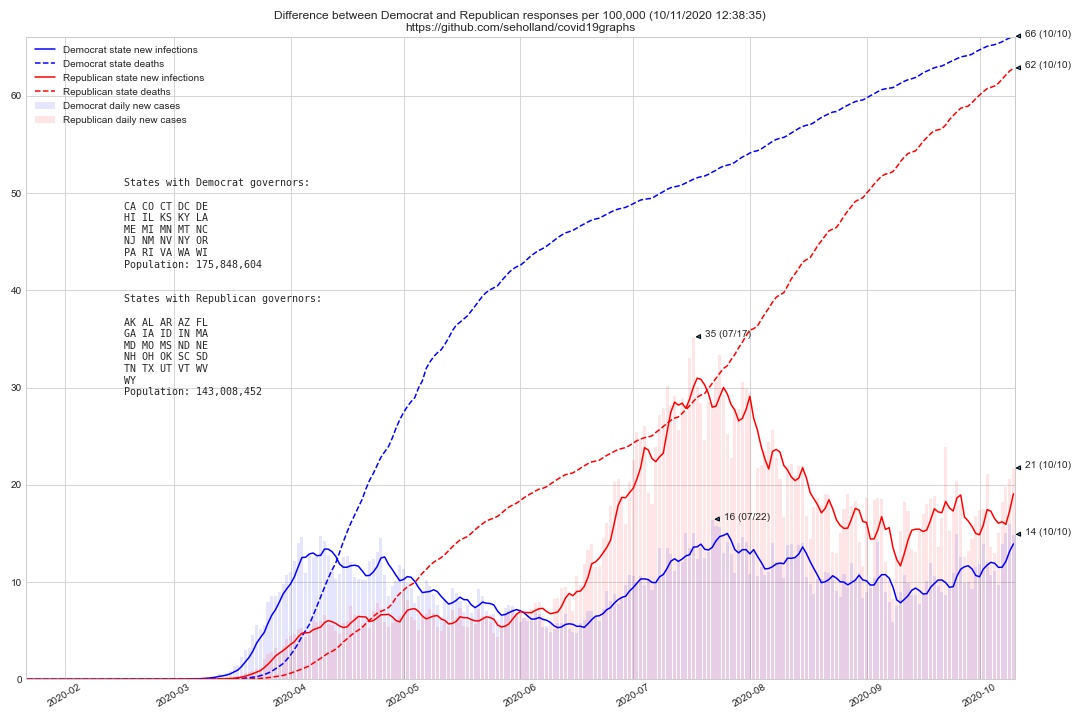 Difference between Democrat and Republican responses per 100,000 (10/11/2020 12:38:35)
https://github.com/seholland/covid19graphs
Democrat state new infections
Democrat state deaths
Republican state new infections
Republican state deaths
Democrat daily new cases
Republican daily new cases
66 (10/10)
62 (10/10)
60
States with Democrat governors:
CA CO CT DC DE
HI IL KS KY LA
ME MI MN MT NC
NJ NM NV NY OR
PA RI VA WA WI
Population: 175,848,604
50
States with Republican governors:
AK AL AR AZ FL
GA IA ID IN MA
MD MO MS ND NE
NH OH OK SC SD
TN TX UT VT WV
WY
Population: 143,008,452
40
35 (07/17)
30
21 (10/10)
20
16 (07/22)
14 (10/10)
10
0
2020-02 2020-03 2020-04 2020-05 2020-06 2020-07 2020-08 2020-09 2020-10